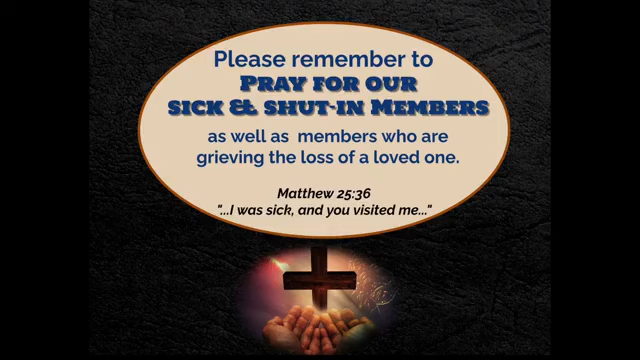 Please remember to
PRAY FOR OUR
SICK & SHUT-IN MEMBERS
as well as members who are
grieving the loss of a loved one.
Matthew 25:36
"...I was sick, and you visited me..."